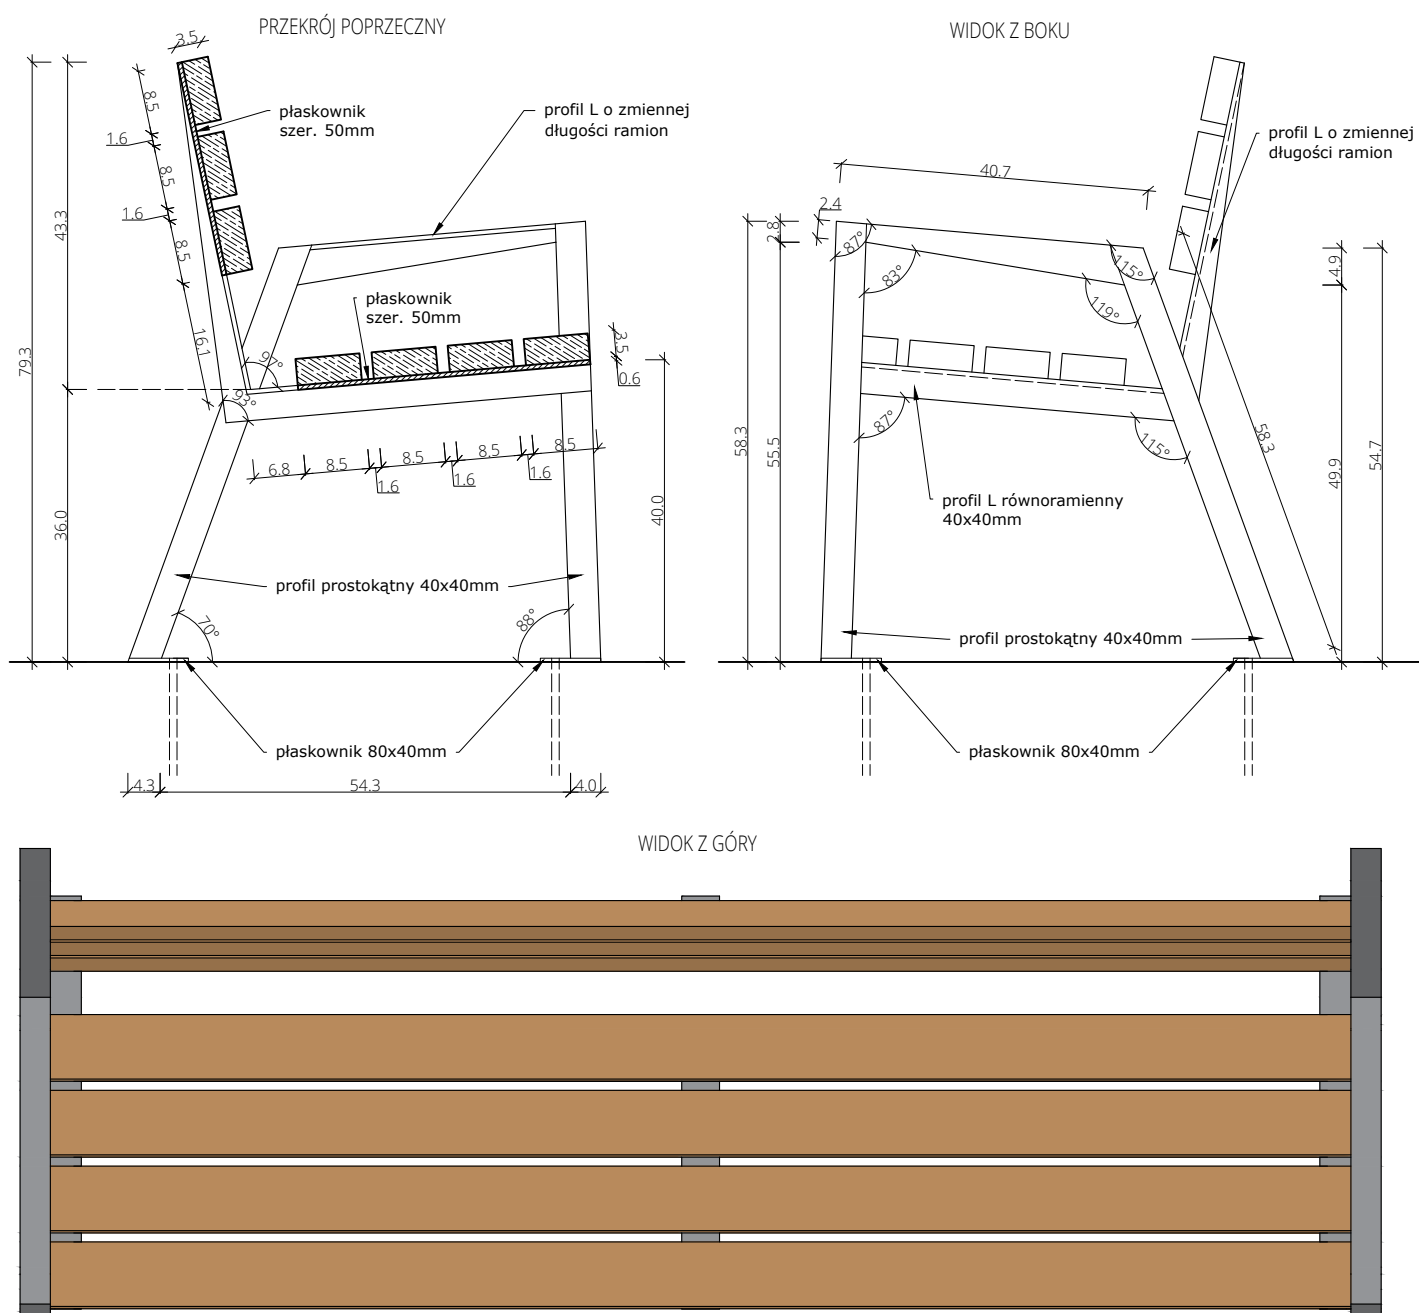 PRZEKRÓJ POPRZECZNY
3.5
8.5
1.6
8.5
1.6
8.5
16.1
43.3
79.3
36.0
płaskownik
szer. 50mm
profil L o zmiennej
długości ramion
płaskownik
szer. 50mm
97°
93°
3.5
0.6
6.8
8.5
1.6
8.5
1.6
8.5
1.6
8.5
40.0
profil prostokątny 40x40mm
70°
88°
płaskownik 80x40mm
4.3
54.3
4.0
WIDOK Z BOKU
profil L o zmiennej
długości ramion
40.7
2.4
2.8
87°
83°
115°
119°
4.9
58.3
55.5
87°
115°
58.3
49.9
54.7
profil L równoramienny
40x40mm
profil prostokątny 40x40mm
płaskownik 80x40mm
WIDOK Z GÓRY